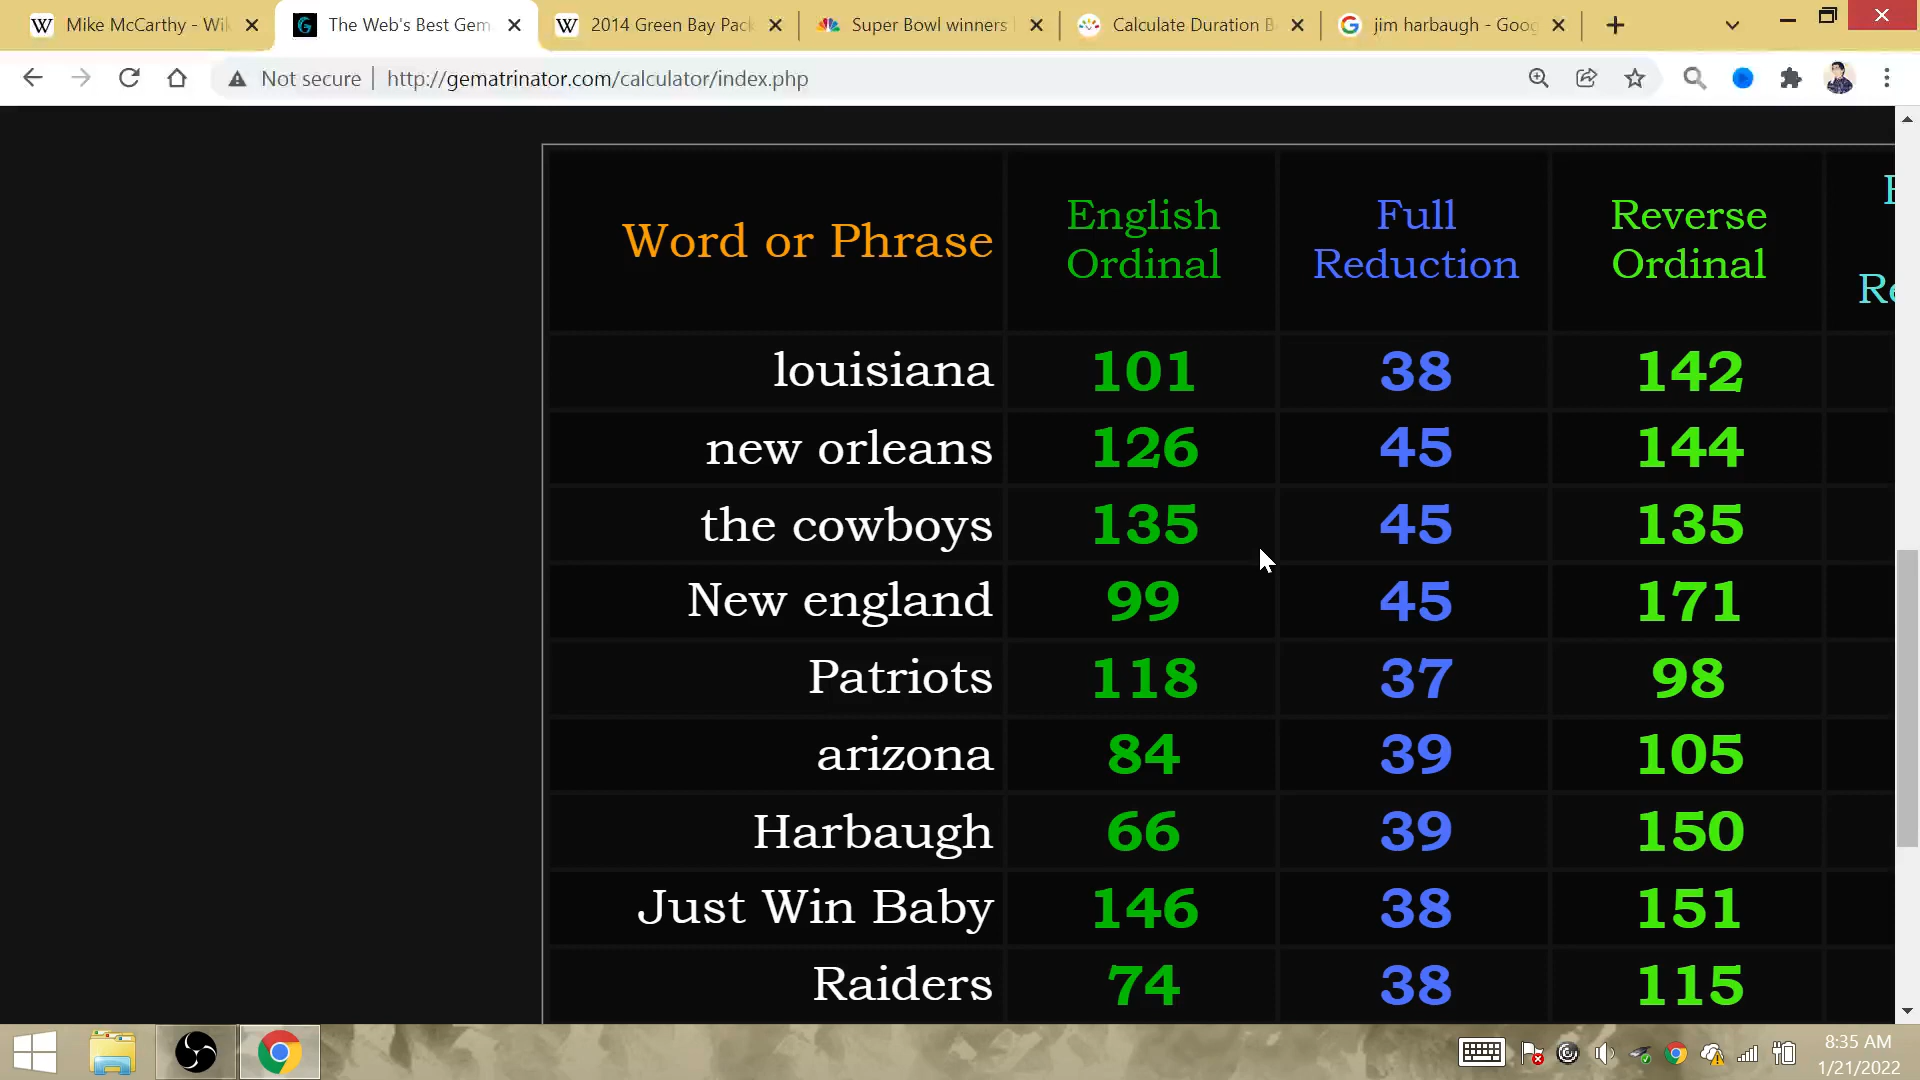 Mike McCarthy - Wik
The Web's Best Gem
2014 Green Bay Pack
Super Bowl winners
Calculate Duration B
jim harbaugh - Goog
Not secure
http://gematrinator.com/calculator/index.php
Word or Phrase
English Ordinal
Full Reduction
Reverse Ordinal
Re
louisiana 101 38 142
new orleans 126 45 144
the cowboys 135 45 135
New england 99 45 171
Patriots 118 37 98
arizona 84 39 105
Harbaugh 66 39 150
Just Win Baby 146 38 151
Raiders 74 38 115
8:35 AM
1/21/2022